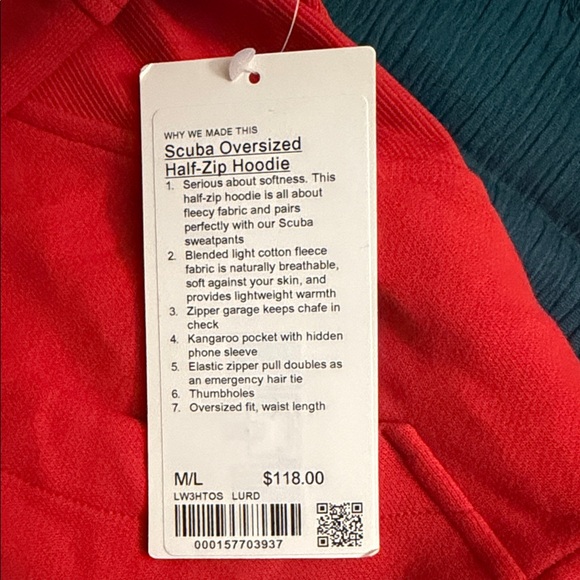 WHY WE MADE THIS
Scuba Oversized
Half-Zip Hoodie
1. Serious about softness. This
half-zip hoodie is all about
fleecy fabric and pairs
perfectly with our Scuba
sweatpants
2. Blended light cotton fleece
fabric is naturally breathable,
soft against your skin, and
provides lightweight warmth
3. Zipper garage keeps chafe in
check
4. Kangaroo pocket with hidden
phone sleeve
5. Elastic zipper pull doubles as
an emergency hair tie
6. Thumbholes
7. Oversized fit, waist length
M/L $118.00
LW3HTOS LURD
000157703937